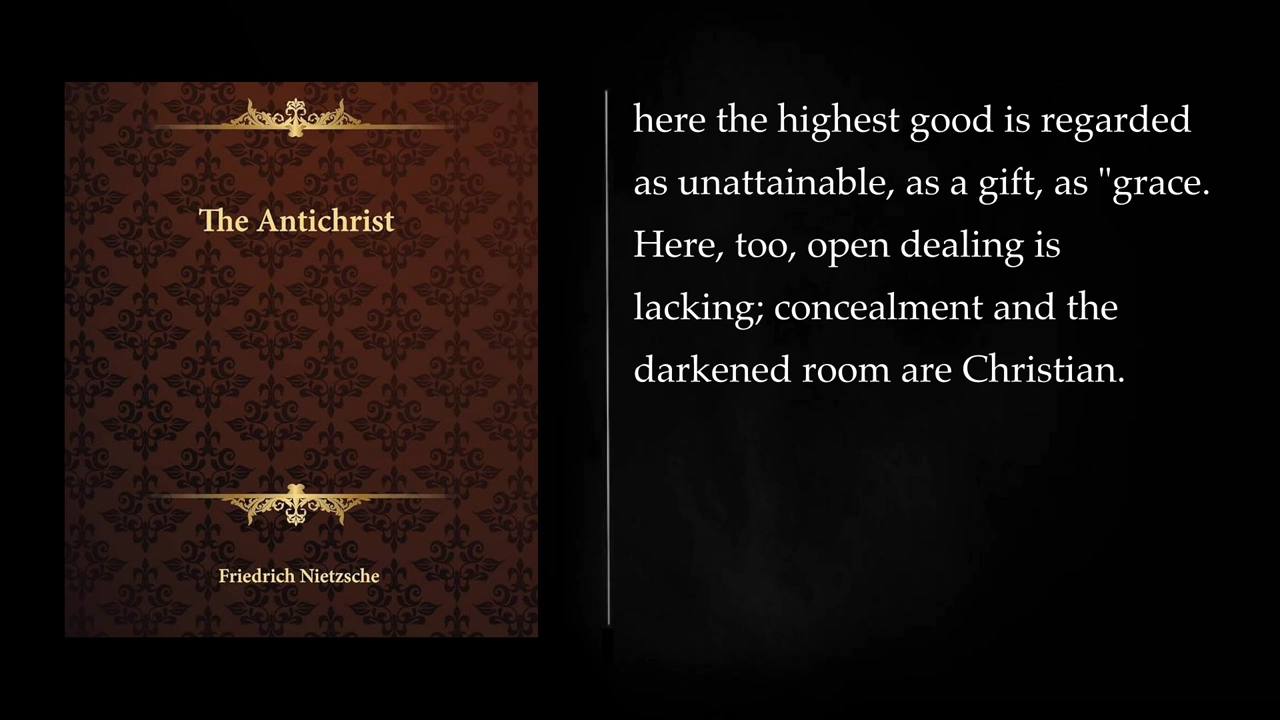 The Antichrist
Friedrich Nietzsche
here the highest good is regarded
as unattainable, as a gift, as "grace.
Here, too, open dealing is
lacking; concealment and the
darkened room are Christian.